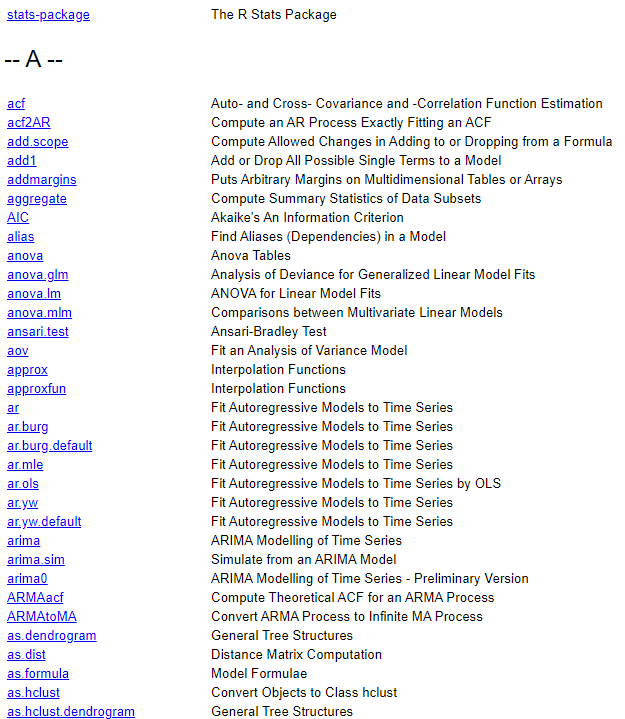 stats-package The R Stats Package
-- A --
acf Auto- and Cross- Covariance and -Correlation Function Estimation
acf2AR Compute an AR Process Exactly Fitting an ACF
add.scope Compute Allowed Changes in Adding to or Dropping from a Formula
add1 Add or Drop All Possible Single Terms to a Model
addmargins Puts Arbitrary Margins on Multidimensional Tables or Arrays
aggregate Compute Summary Statistics of Data Subsets
AIC Akaike's An Information Criterion
alias Find Aliases (Dependencies) in a Model
anova Anova Tables
anova.glm Analysis of Deviance for Generalized Linear Model Fits
anova.lm ANOVA for Linear Model Fits
anova.mlm Comparisons between Multivariate Linear Models
ansari.test Ansari-Bradley Test
aov Fit an Analysis of Variance Model
approx Interpolation Functions
approxfun Interpolation Functions
ar Fit Autoregressive Models to Time Series
ar.burg Fit Autoregressive Models to Time Series
ar.burg.default Fit Autoregressive Models to Time Series
ar.mle Fit Autoregressive Models to Time Series
ar.ols Fit Autoregressive Models to Time Series by OLS
ar.yw Fit Autoregressive Models to Time Series
ar.yw.default Fit Autoregressive Models to Time Series
arima ARIMA Modelling of Time Series
arima.sim Simulate from an ARIMA Model
arima0 ARIMA Modelling of Time Series - Preliminary Version
ARMAacf Compute Theoretical ACF for an ARMA Process
ARMAtoMA Convert ARMA Process to Infinite MA Process
as.dendrogram General Tree Structures
as.dist Distance Matrix Computation
as.formula Model Formulae
as.hclust Convert Objects to Class hclust
as.hclust.dendrogram General Tree Structures